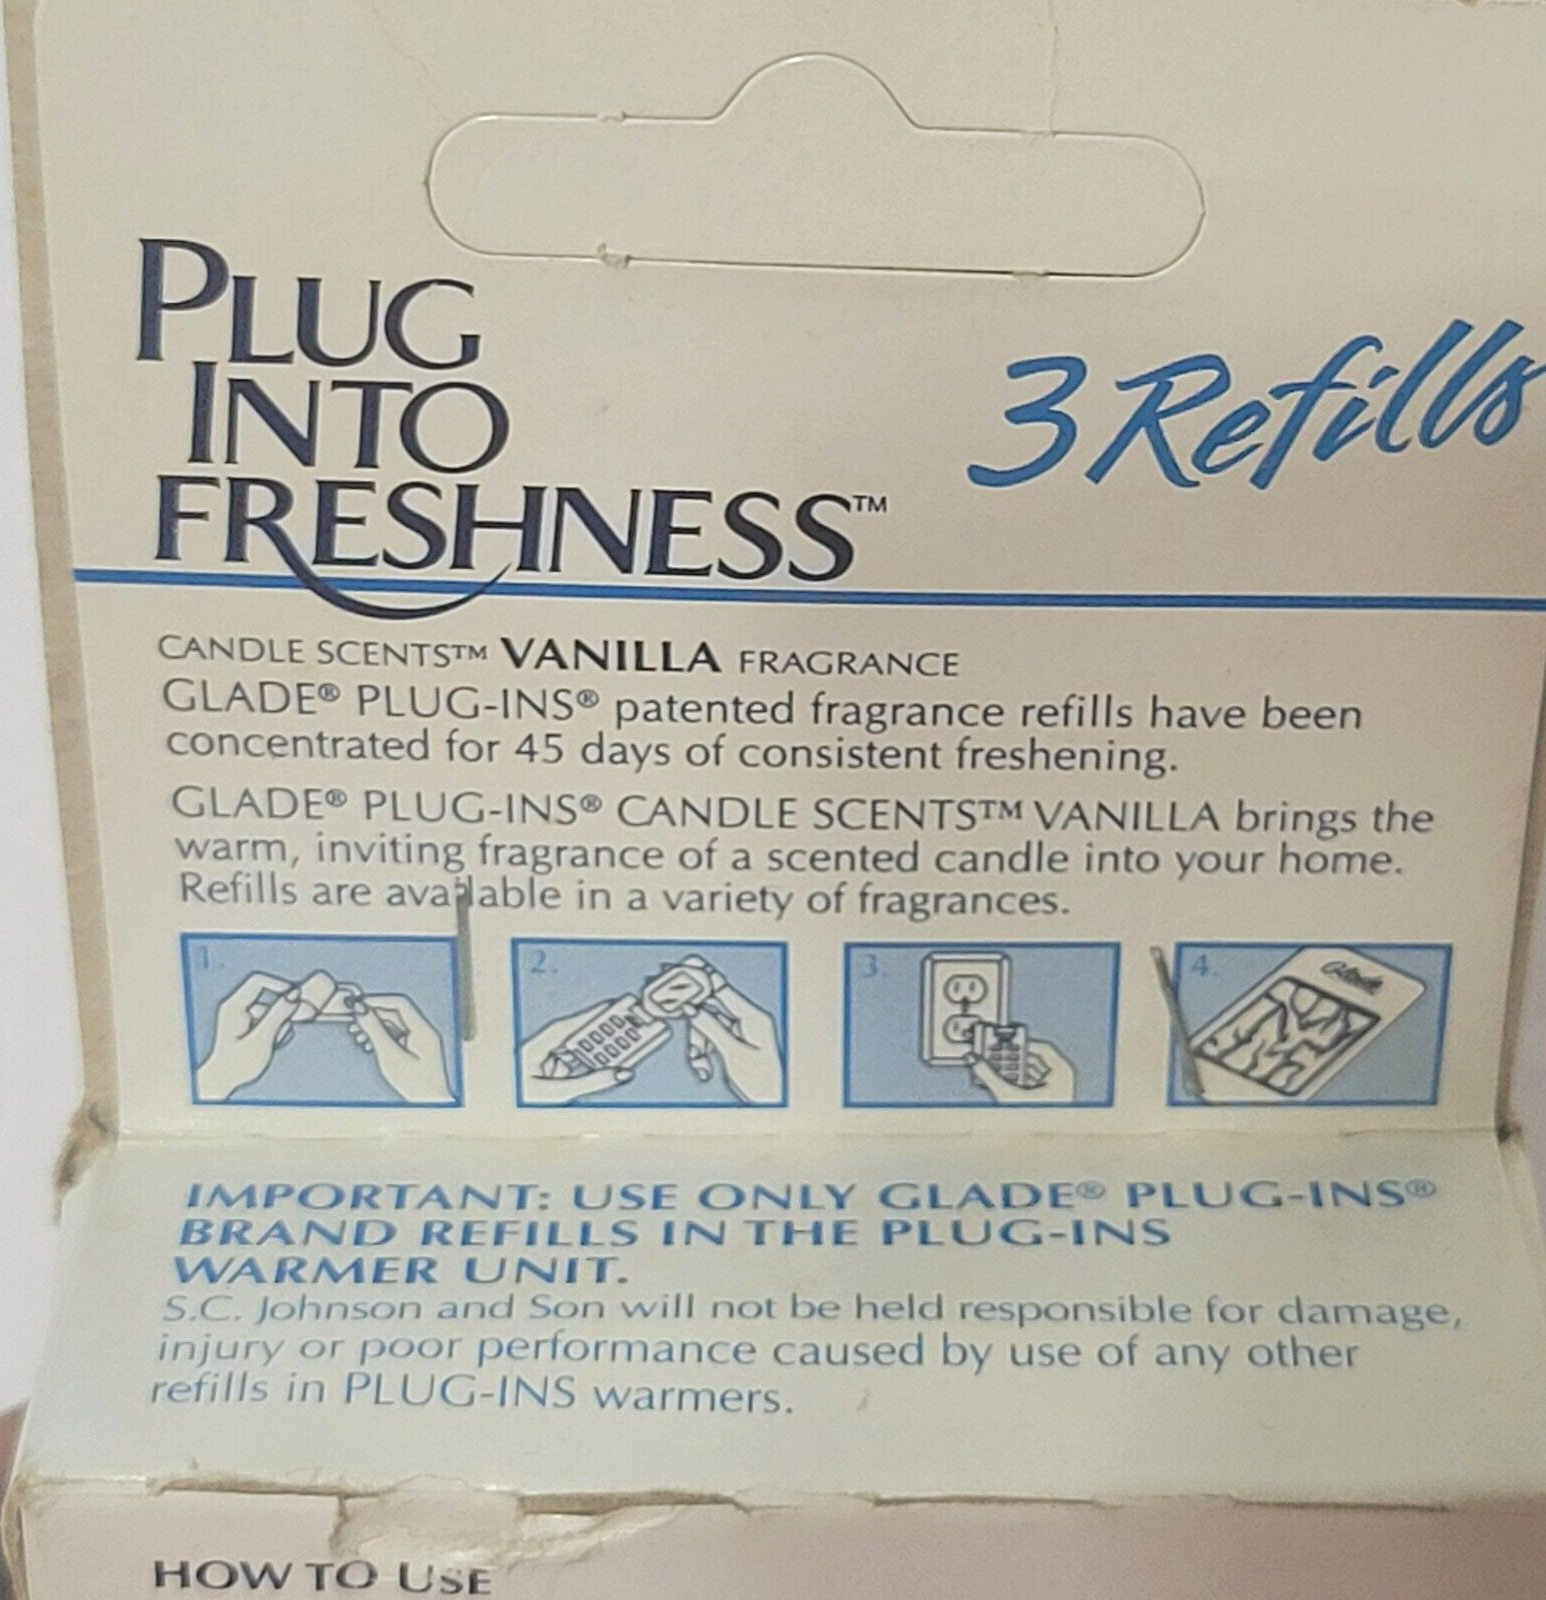 PLUG
INTO
FRESHNESS™
3 Refills
CANDLE SCENTS™ VANILLA FRAGRANCE
GLADE® PLUG-INS® patented fragrance refills have been
concentrated for 45 days of consistent freshening.
GLADE® PLUG-INS® CANDLE SCENTS™ VANILLA brings the
warm, inviting fragrance of a scented candle into your home.
Refills are available in a variety of fragrances.
1.
2.
3.
4.
Glade
IMPORTANT: USE ONLY GLADE® PLUG-INS®
BRAND REFILLS IN THE PLUG-INS
WARMER UNIT.
S.C. Johnson and Son will not be held responsible for damage,
injury or poor performance caused by use of any other
refills in PLUG-INS warmers.
HOW TO USE